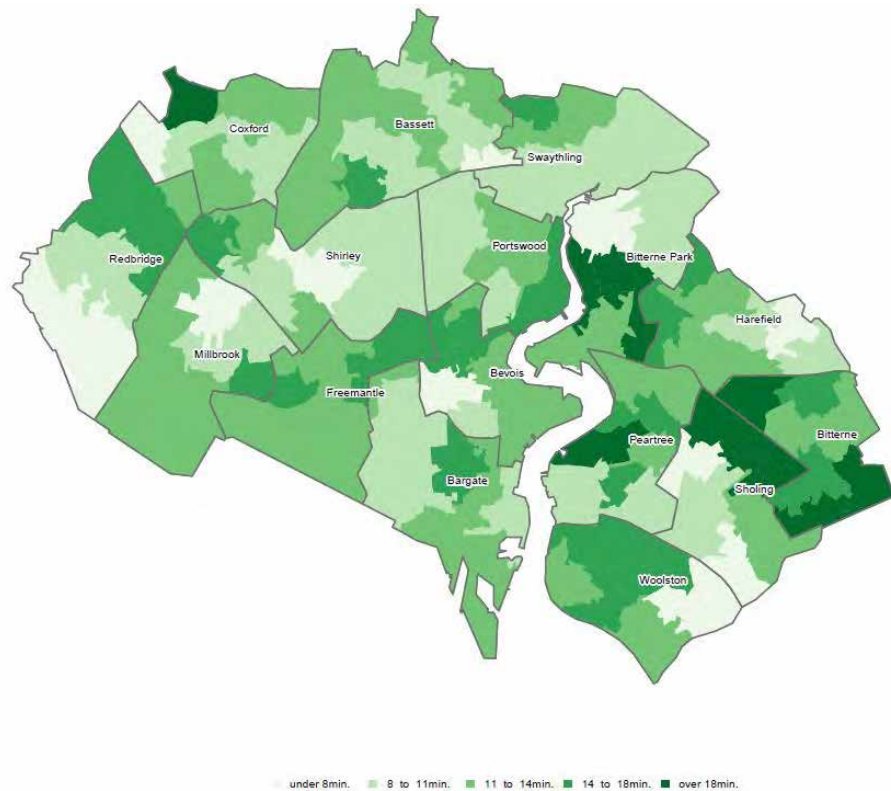 Coxford
Bassett
Swaythling
Redbridge
Shirley
Portswood
Bitterne Park
Harefield
Millbrook
Freemantle
Bevois
Peartree
Bitterne
Bargate
Sholing
Woolston
under 8min. 8 to 11min. 11 to 14min. 14 to 18min. over 18min.